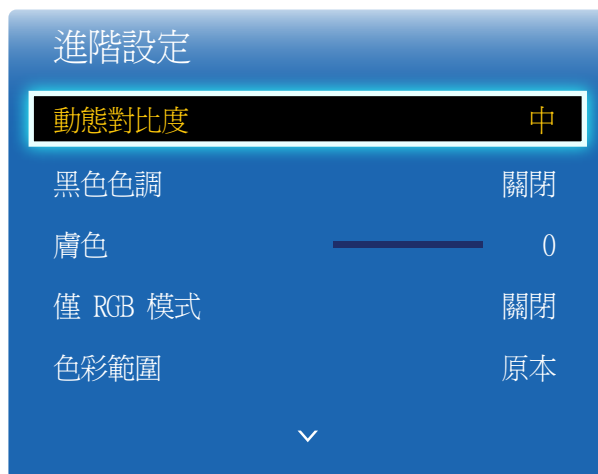 進階設定
動態對比度 中
黑色色調 關閉
膚色 0
僅 RGB 模式 關閉
色彩範圍 原本